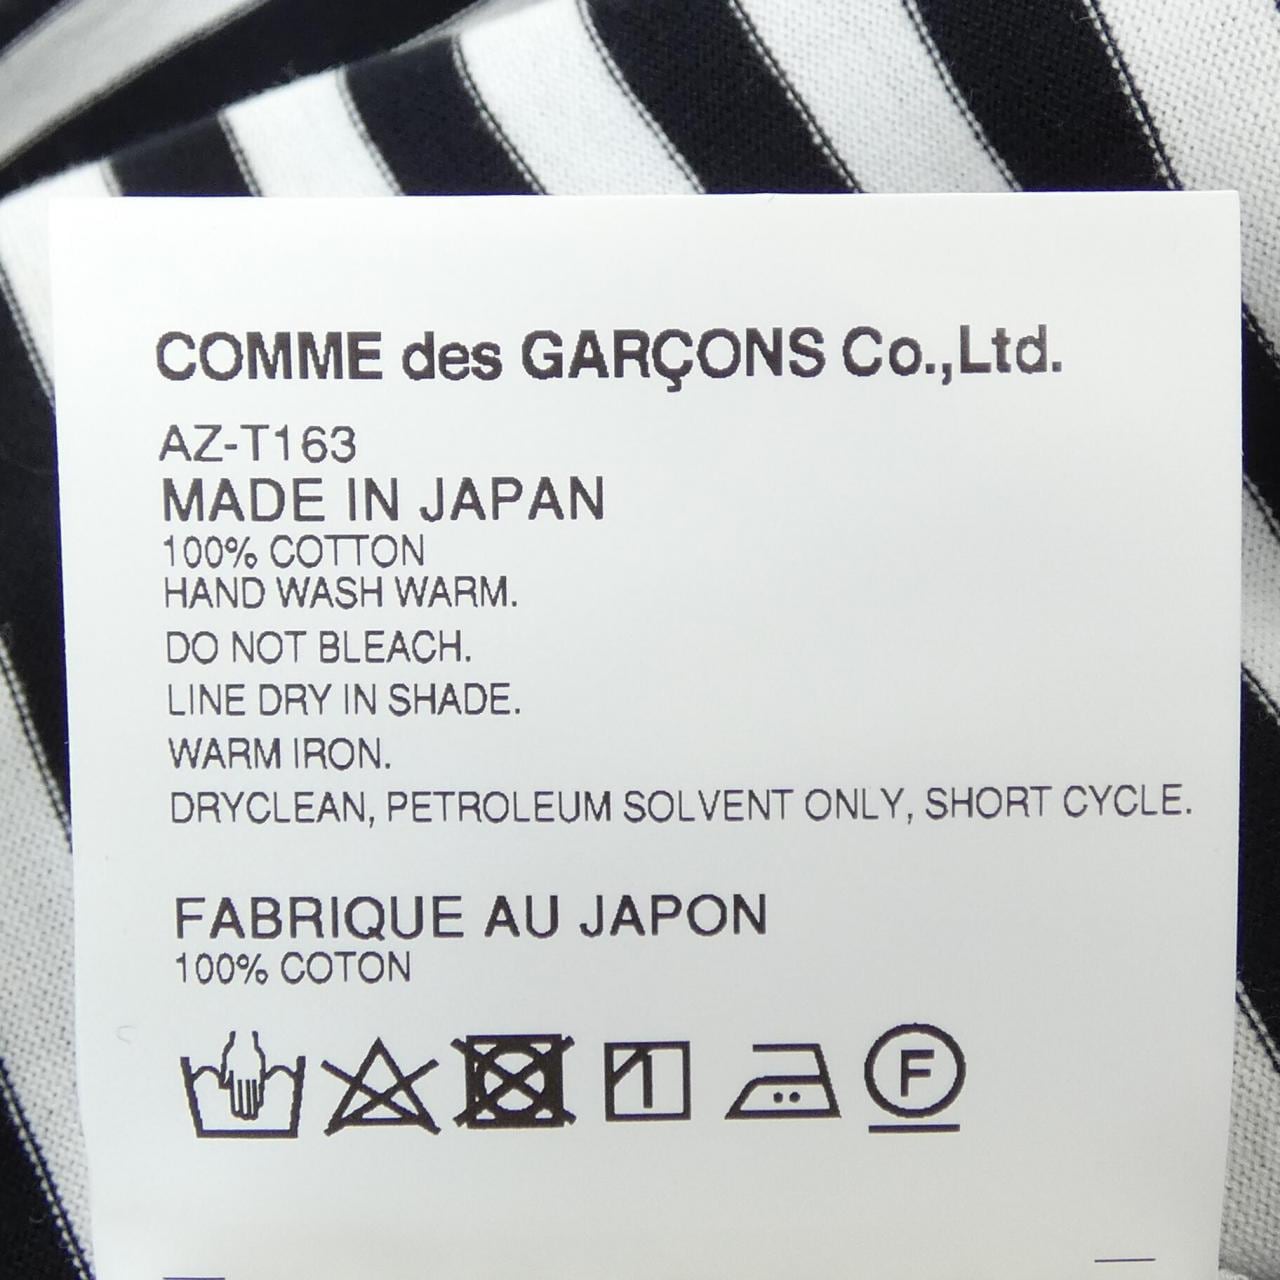 COMME des GARÇONS Co.,Ltd.
AZ-T163
MADE IN JAPAN
100% COTTON
HAND WASH WARM.
DO NOT BLEACH.
LINE DRY IN SHADE.
WARM IRON.
DRYCLEAN, PETROLEUM SOLVENT ONLY, SHORT CYCLE.
FABRIQUE AU JAPON
100% COTON
F